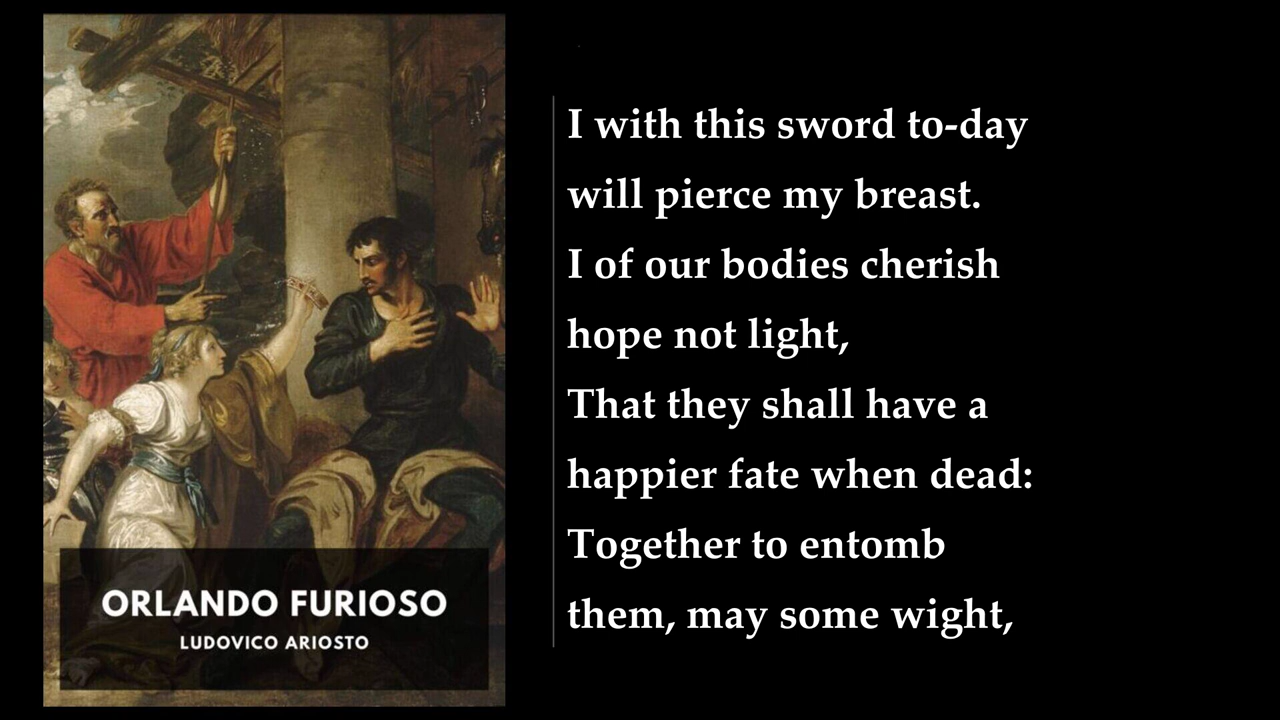 ORLANDO FURIOSO
LUDOVICO ARIOSTO
I with this sword to-day
will pierce my breast.
I of our bodies cherish
hope not light,
That they shall have a
happier fate when dead:
Together to entomb
them, may some wight,